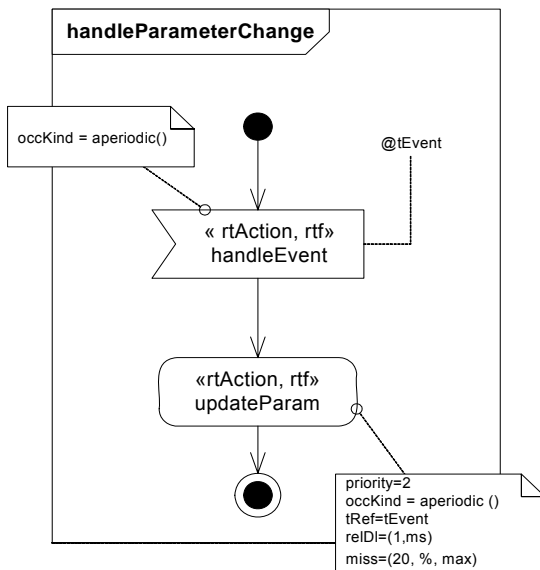 handleParameterChange
occKind = aperiodic()
@tEvent
« rtAction, rtf»
handleEvent
«rtAction, rtf»
updateParam
priority=2
occKind = aperiodic ()
tRef=tEvent
relDl=(1,ms)
miss=(20, %, max)